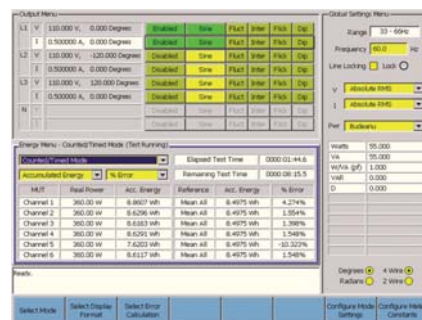 Output Menu
L1 V 110.000 V, 0.000 Degrees Enabled Sine Fluct Inter Flick Dip
I 0.500000 A, 0.000 Degrees Enabled Sine Fluct Inter Flick Dip
L2 V 110.000 V, -120.000 Degrees Disabled Sine Fluct Inter Flick Dip
I 0.500000 A, 0.000 Degrees Disabled Sine Fluct Inter Flick Dip
L3 V 110.000 V, 120.000 Degrees Disabled Sine Fluct Inter Flick Dip
I 0.500000 A, 0.000 Degrees Disabled Sine Fluct Inter Flick Dip
N V Disabled Sine Fluct Inter Flick Dip
I Disabled Sine Fluct Inter Flick Dip
Energy Menu - Counted/Timed Mode (Test Running)
Counted/Timed Mode Elapsed Test Time 0000:01:44.6
Accumulated Energy % Error Remaining Test Time 0000:08:15.5
MUT Real Power Acc. Energy Reference Acc. Energy % Error
Channel 1 360.00 W 8.8607 Wh Mean All 8.4975 Wh 4.274%
Channel 2 360.00 W 8.6296 Wh Mean All 8.4975 Wh 1.554%
Channel 3 360.00 W 8.6163 Wh Mean All 8.4975 Wh 1.398%
Channel 4 360.00 W 8.6291 Wh Mean All 8.4975 Wh 1.548%
Channel 5 360.00 W 7.6203 Wh Mean All 8.4975 Wh -10.323%
Channel 6 360.00 W 8.6117 Wh Mean All 8.4975 Wh 1.548%
Ready.
Select Mode
Select Display Format
Select Error Calculation
Global Settings Menu
Range 33 - 66Hz
Frequency 60.0 Hz
Line Locking Lock
V Absolute RMS
I Absolute RMS
Pwr Budeanu
Watts 55.000
VA 55.000
W/VA (pf) 1.000
VAR 0.000
D 0.000
Degrees 4 Wire
Radians 2 Wire
Configure Mode Settings
Configure Meter Constants